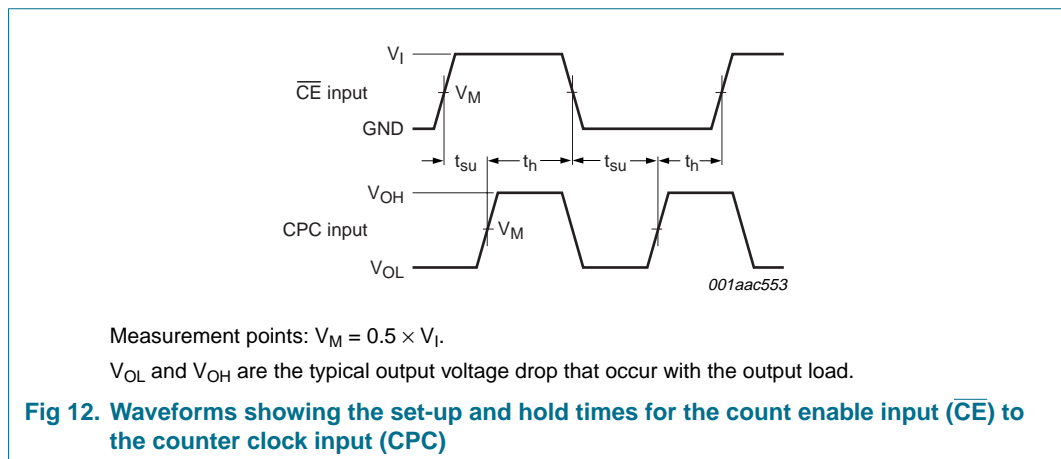 V_I
C̅E̅ input
V_M
GND
t_su t_h t_su t_h
V_OH
CPC input
V_M
V_OL
001aac553
Measurement points: V_M = 0.5 × V_I.
V_OL and V_OH are the typical output voltage drop that occur with the output load.
Fig 12. Waveforms showing the set-up and hold times for the count enable input (C̅E̅) to
the counter clock input (CPC)